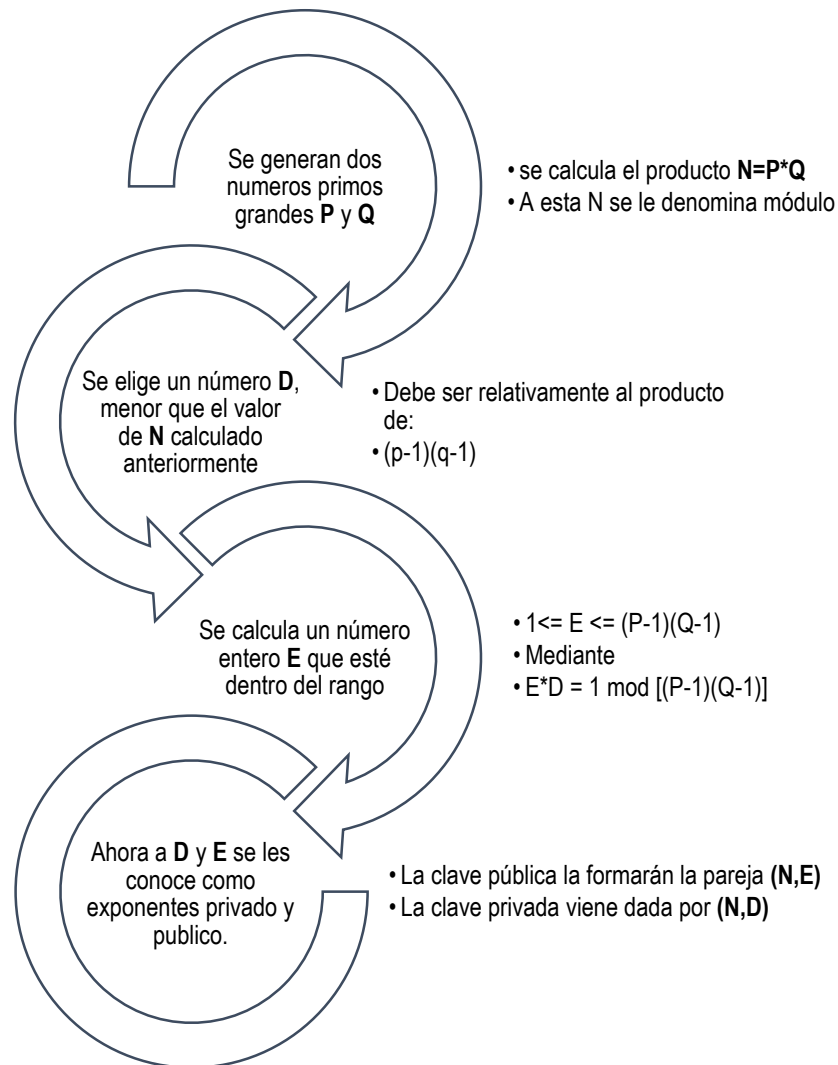 Se generan dos
numeros primos
grandes P y Q
• se calcula el producto N=P*Q
• A esta N se le denomina módulo
Se elige un número D,
menor que el valor
de N calculado
anteriormente
• Debe ser relativamente al producto
de:
• (p-1)(q-1)
Se calcula un número
entero E que esté
dentro del rango
• 1<= E <= (P-1)(Q-1)
• Mediante
• E*D = 1 mod [(P-1)(Q-1)]
Ahora a D y E se les
conoce como
exponentes privado y
publico.
• La clave pública la formarán la pareja (N,E)
• La clave privada viene dada por (N,D)